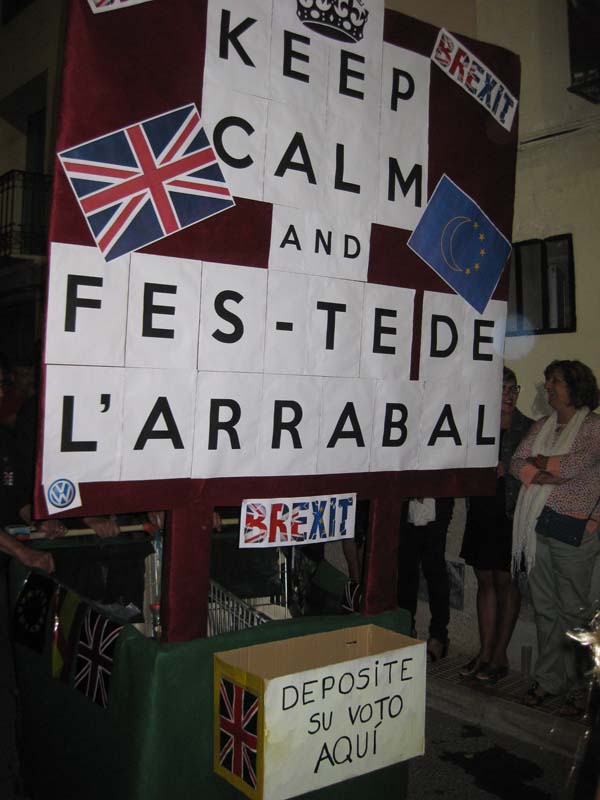 KEEP
BREXIT
CALM
AND
FES-TE DE
L'ARRABAL
BREXIT
DEPOSITE
SU VOTO
AQUÍ